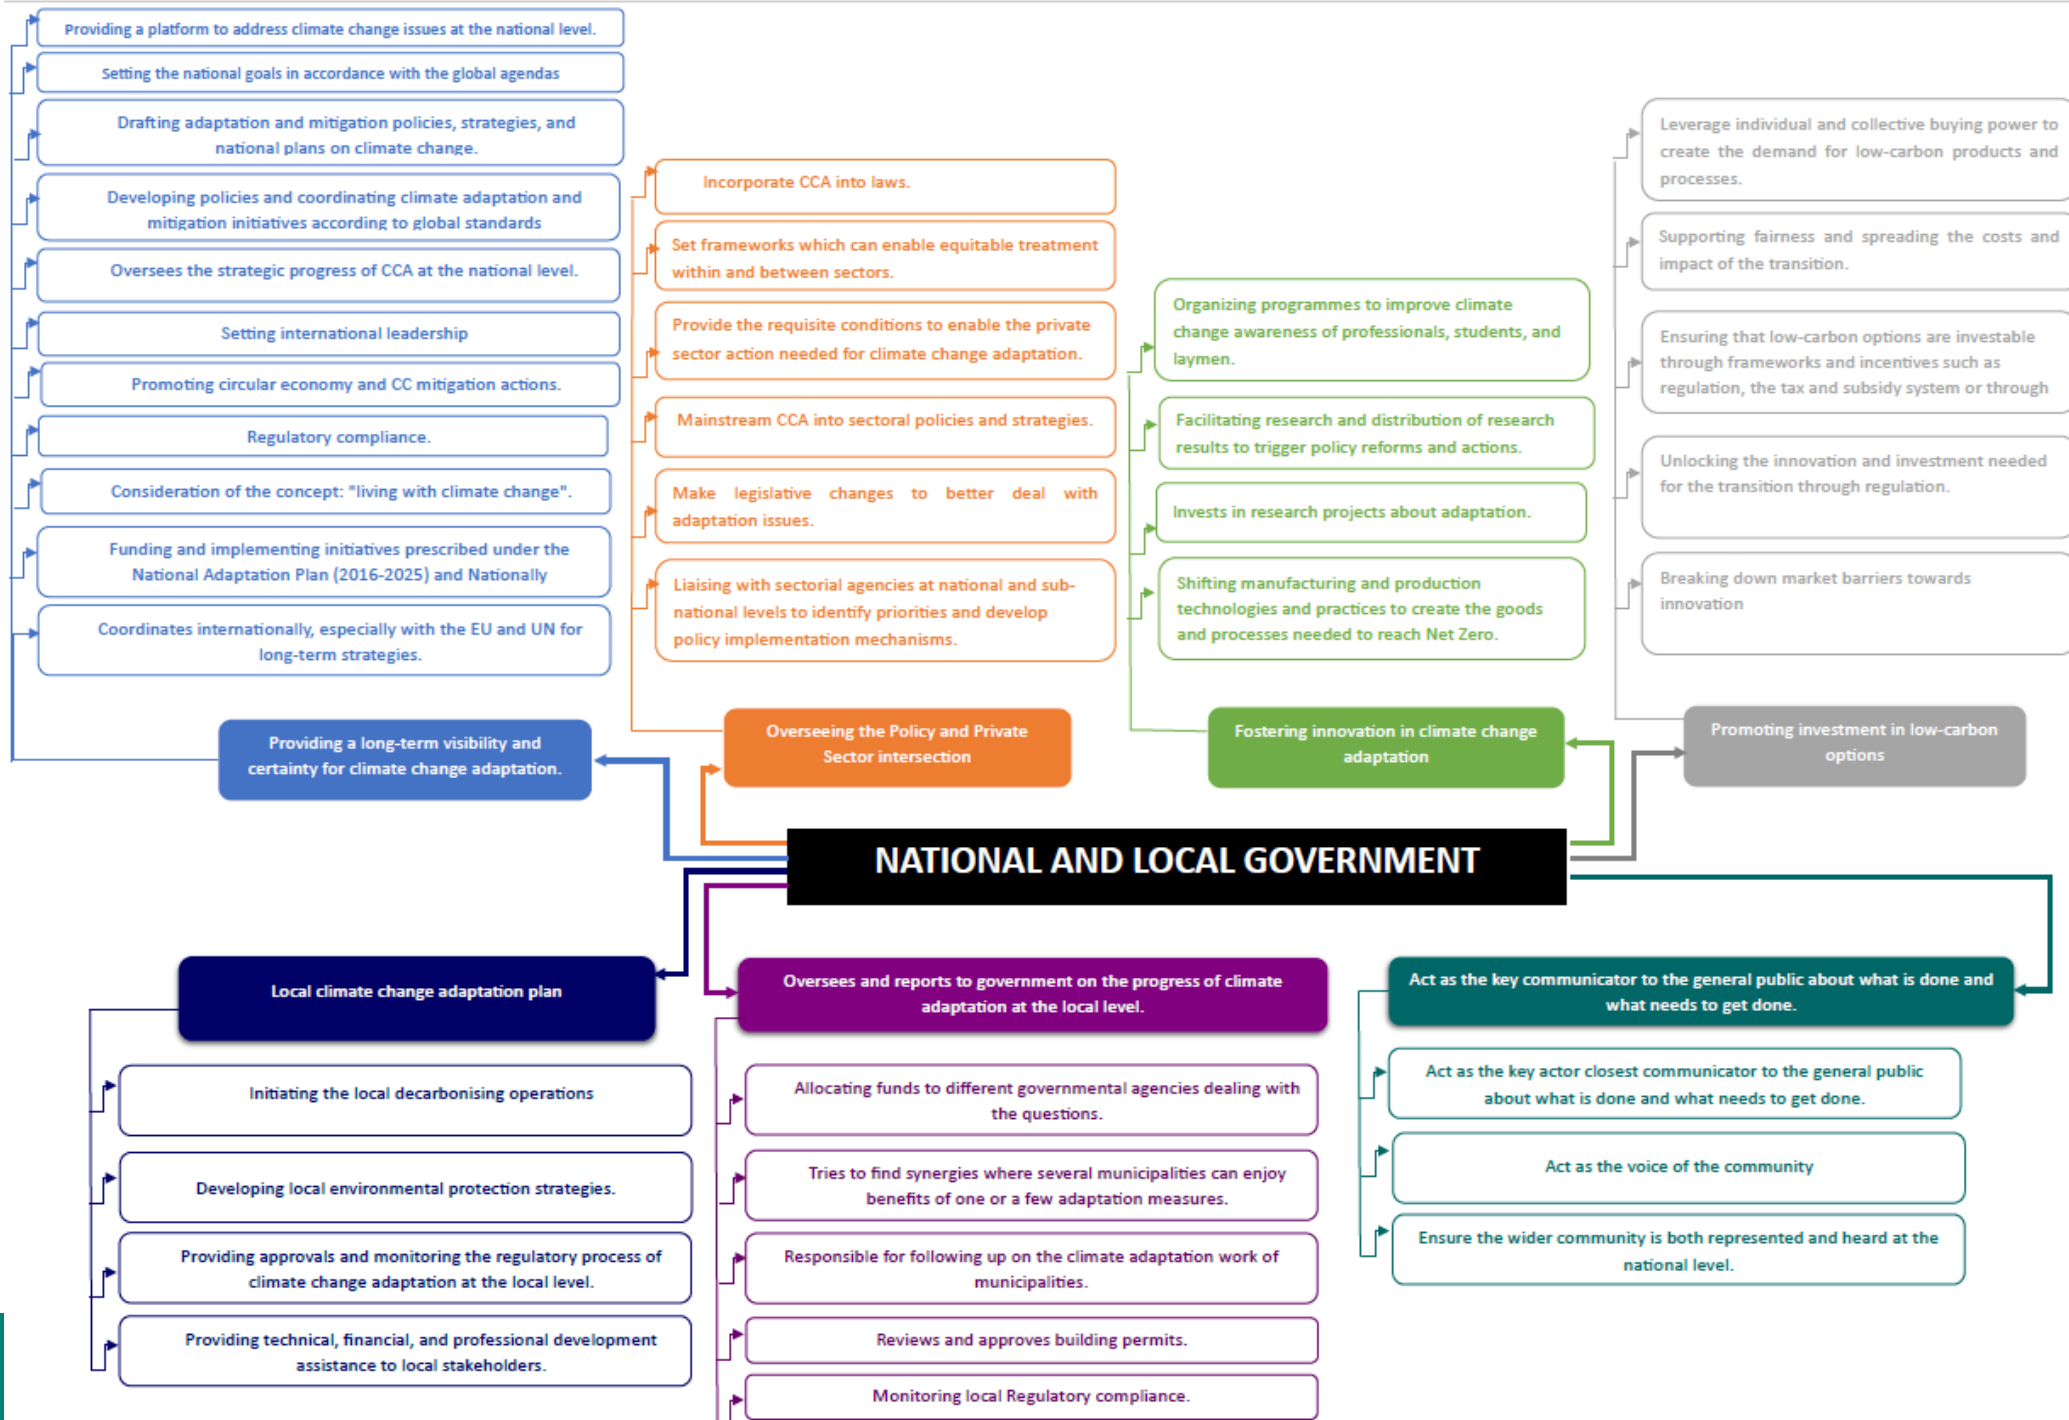 Providing a platform to address climate change issues at the national level.
Setting the national goals in accordance with the global agendas
Drafting adaptation and mitigation policies, strategies, and
national plans on climate change.
Developing policies and coordinating climate adaptation and
mitigation initiatives according to global standards
Oversees the strategic progress of CCA at the national level.
Setting international leadership
Promoting circular economy and CC mitigation actions.
Regulatory compliance.
Consideration of the concept: "living with climate change".
Funding and implementing initiatives prescribed under the
National Adaptation Plan (2016-2025) and Nationally
Coordinates internationally, especially with the EU and UN for
long-term strategies.
Providing a long-term visibility and
certainty for climate change adaptation.
Incorporate CCA into laws.
Set frameworks which can enable equitable treatment
within and between sectors.
Provide the requisite conditions to enable the private
sector action needed for climate change adaptation.
Mainstream CCA into sectoral policies and strategies.
Make legislative changes to better deal with
adaptation issues.
Liaising with sectorial agencies at national and sub-
national levels to identify priorities and develop
policy implementation mechanisms.
Overseeing the Policy and Private
Sector intersection
Organizing programmes to improve climate
change awareness of professionals, students, and
laymen.
Facilitating research and distribution of research
results to trigger policy reforms and actions.
Invests in research projects about adaptation.
Shifting manufacturing and production
technologies and practices to create the goods
and processes needed to reach Net Zero.
Fostering innovation in climate change
adaptation
Leverage individual and collective buying power to
create the demand for low-carbon products and
processes.
Supporting fairness and spreading the costs and
impact of the transition.
Ensuring that low-carbon options are investable
through frameworks and incentives such as
regulation, the tax and subsidy system or through
Unlocking the innovation and investment needed
for the transition through regulation.
Breaking down market barriers towards
innovation
Promoting investment in low-carbon
options
NATIONAL AND LOCAL GOVERNMENT
Local climate change adaptation plan
Initiating the local decarbonising operations
Developing local environmental protection strategies.
Providing approvals and monitoring the regulatory process of
climate change adaptation at the local level.
Providing technical, financial, and professional development
assistance to local stakeholders.
Oversees and reports to government on the progress of climate
adaptation at the local level.
Allocating funds to different governmental agencies dealing with
the questions.
Tries to find synergies where several municipalities can enjoy
benefits of one or a few adaptation measures.
Responsible for following up on the climate adaptation work of
municipalities.
Reviews and approves building permits.
Monitoring local Regulatory compliance.
Act as the key communicator to the general public about what is done and
what needs to get done.
Act as the key actor closest communicator to the general public
about what is done and what needs to get done.
Act as the voice of the community
Ensure the wider community is both represented and heard at the
national level.